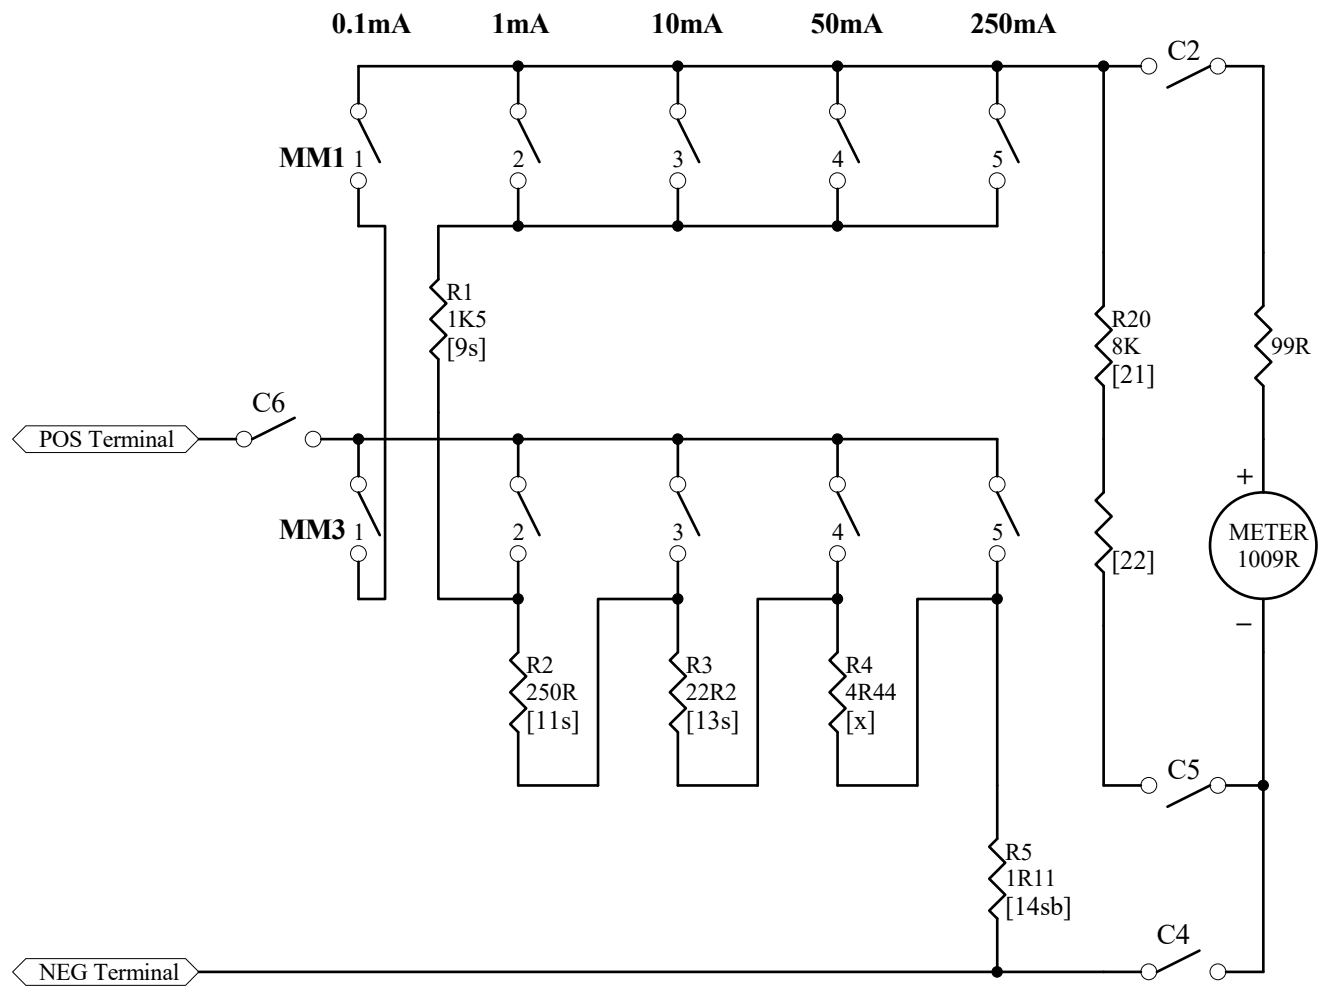 0.1mA 1mA 10mA 50mA 250mA
C2
MM1 1 2 3 4 5
R1
1K5
[9s]
R20
8K
[21]
99R
C6
POS Terminal
+
MM3 1 2 3 4 5
METER
1009R
[22]
−
R2
250R
[11s]
R3
22R2
[13s]
R4
4R44
[x]
C5
R5
1R11
[14sb]
C4
NEG Terminal